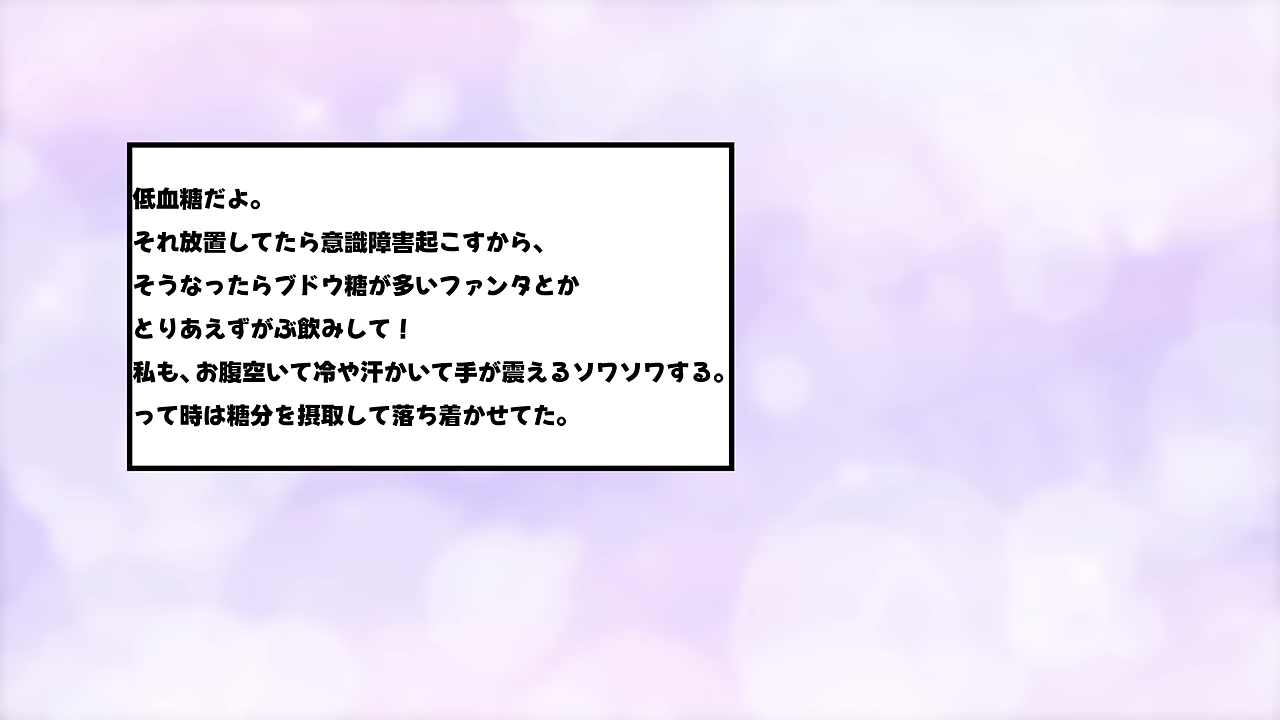 低血糖だよ。
それ放置してたら意識障害起こすから、
そうなったらブドウ糖が多いファンタとか
とりあえずがぶ飲みして！
私も、お腹空いて冷や汗かいて手が震えるソワソワする。
って時は糖分を摂取して落ち着かせてた。